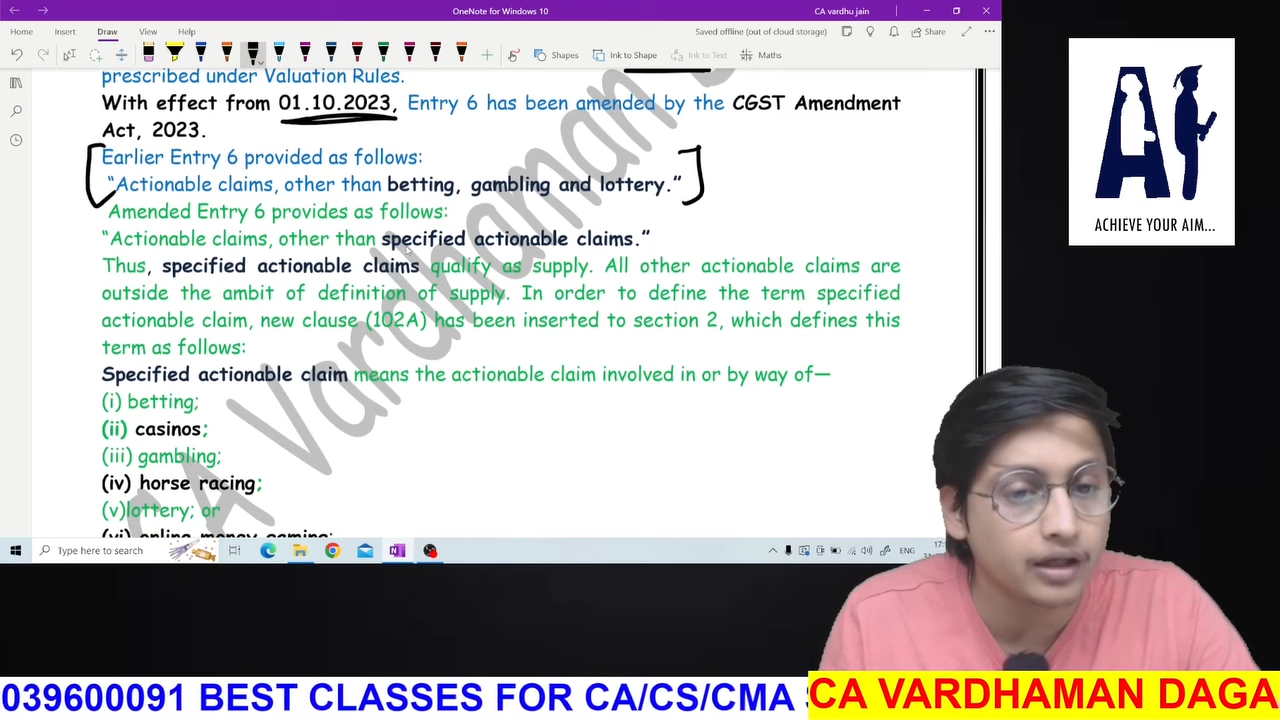 OneNote for Windows 10
CA vardhu jain
Home Insert Draw View Help
Saved offline (out of cloud storage)
Share
Shapes
Ink to Shape
Ink to Text
Maths
prescribed under Valuation Rules.
With effect from 01.10.2023, Entry 6 has been amended by the CGST Amendment
Act, 2023.
Earlier Entry 6 provided as follows:
“Actionable claims, other than betting, gambling and lottery.”
Amended Entry 6 provides as follows:
“Actionable claims, other than specified actionable claims.”
Thus, specified actionable claims qualify as supply. All other actionable claims are
outside the ambit of definition of supply. In order to define the term specified
actionable claim, new clause (102A) has been inserted to section 2, which defines this
term as follows:
Specified actionable claim means the actionable claim involved in or by way of—
(i) betting;
(ii) casinos;
(iii) gambling;
(iv) horse racing;
(v)lottery; or
(vi) online money gaming;
CA Vardhaman
Type here to search
ENG
17:
AI
ACHIEVE YOUR AIM...
039600091 BEST CLASSES FOR CA/CS/CMA
CA VARDHAMAN DAGA